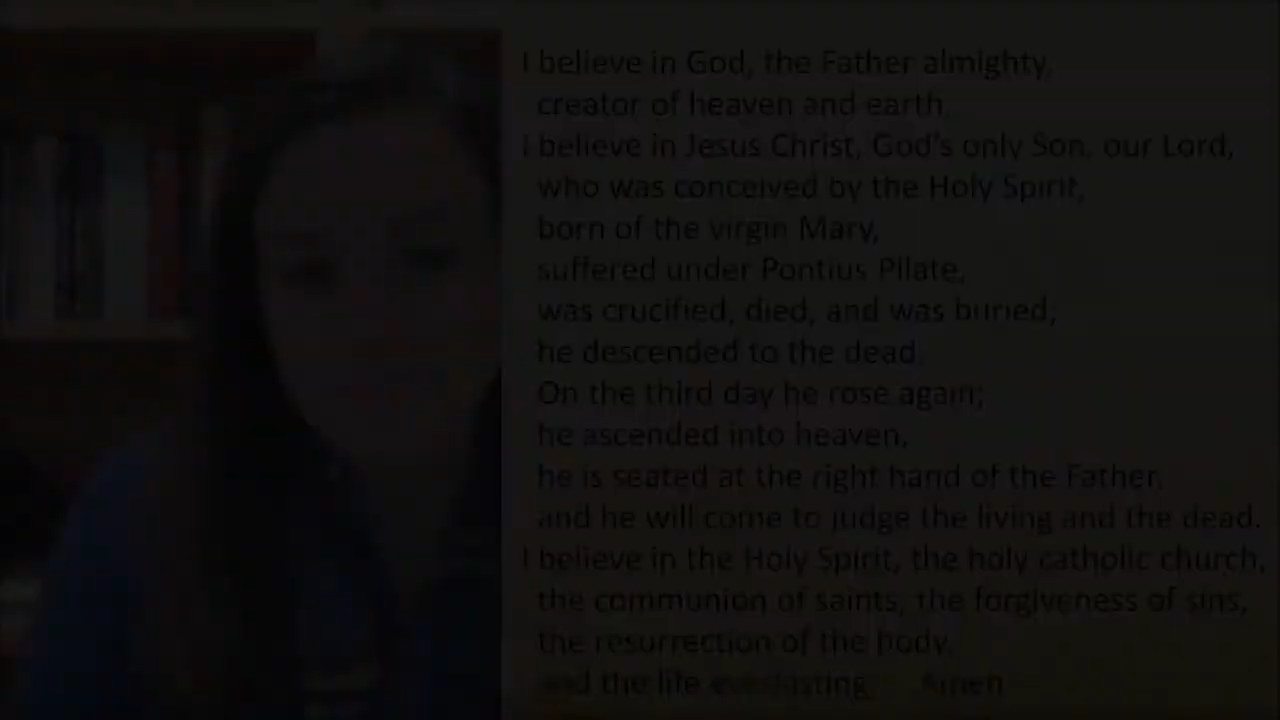 I believe in God, the Father almighty,
creator of heaven and earth.
I believe in Jesus Christ, God's only Son, our Lord,
who was conceived by the Holy Spirit,
born of the virgin Mary,
suffered under Pontius Pilate,
was crucified, died, and was buried;
he descended to the dead.
On the third day he rose again;
he ascended into heaven,
he is seated at the right hand of the Father,
and he will come to judge the living and the dead.
I believe in the Holy Spirit, the holy catholic church,
the communion of saints, the forgiveness of sins,
the resurrection of the body,
and the life everlasting. Amen